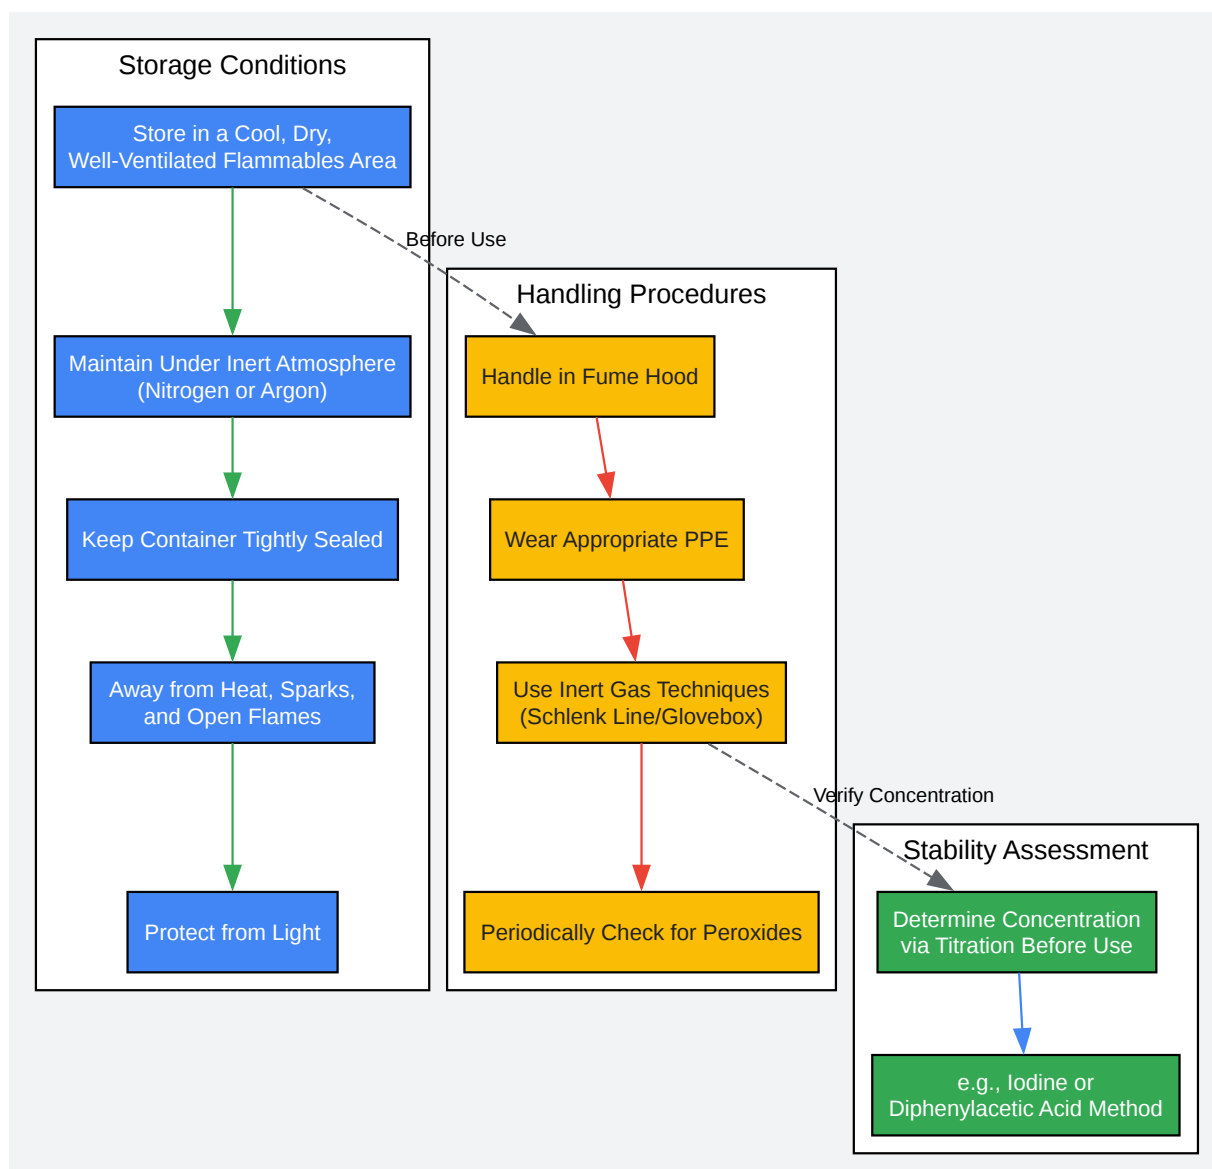 Storage Conditions
Store in a Cool, Dry,
Well-Ventilated Flammables Area
Maintain Under Inert Atmosphere
(Nitrogen or Argon)
Keep Container Tightly Sealed
Away from Heat, Sparks,
and Open Flames
Protect from Light
Before Use
Handling Procedures
Handle in Fume Hood
Wear Appropriate PPE
Use Inert Gas Techniques
(Schlenk Line/Glovebox)
Periodically Check for Peroxides
Verify Concentration
Stability Assessment
Determine Concentration
via Titration Before Use
e.g., Iodine or
Diphenylacetic Acid Method